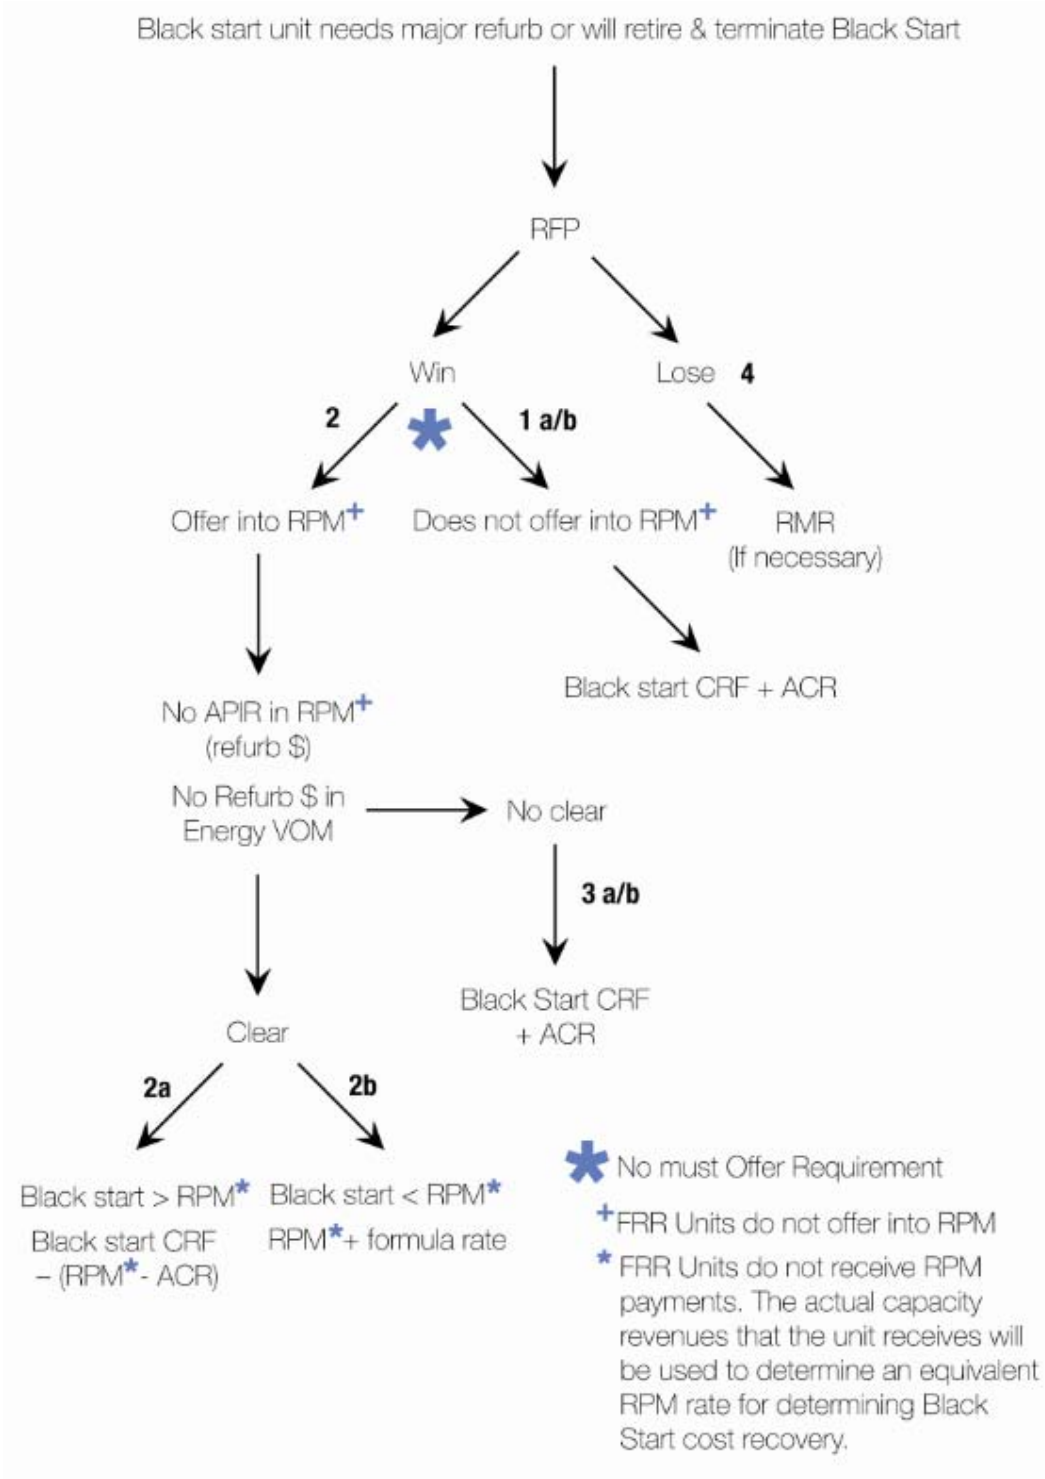 Black start unit needs major refurb or will retire & terminate Black Start
RFP
Win
Lose 4
2
*
1 a/b
Offer into RPM+
Does not offer into RPM+
RMR
(If necessary)
Black start CRF + ACR
No APIR in RPM+
(refurb $)
No Refurb $ in
Energy VOM
No clear
3 a/b
Black Start CRF
+ ACR
Clear
2a
2b
Black start > RPM*
Black start CRF
– (RPM*- ACR)
Black start < RPM*
RPM*+ formula rate
* No must Offer Requirement
+FRR Units do not offer into RPM
* FRR Units do not receive RPM
payments. The actual capacity
revenues that the unit receives will
be used to determine an equivalent
RPM rate for determining Black
Start cost recovery.